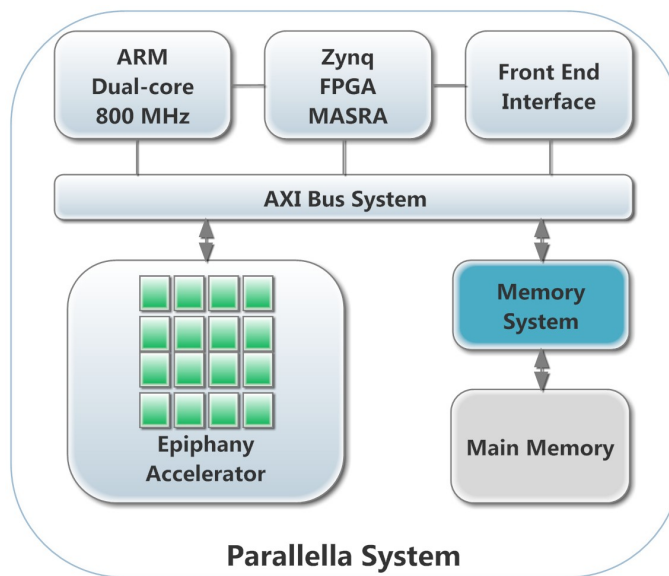 ARM
Dual-core
800 MHz
Zynq
FPGA
MASRA
Front End
Interface
AXI Bus System
Memory
System
Epiphany
Accelerator
Main Memory
Parallella System